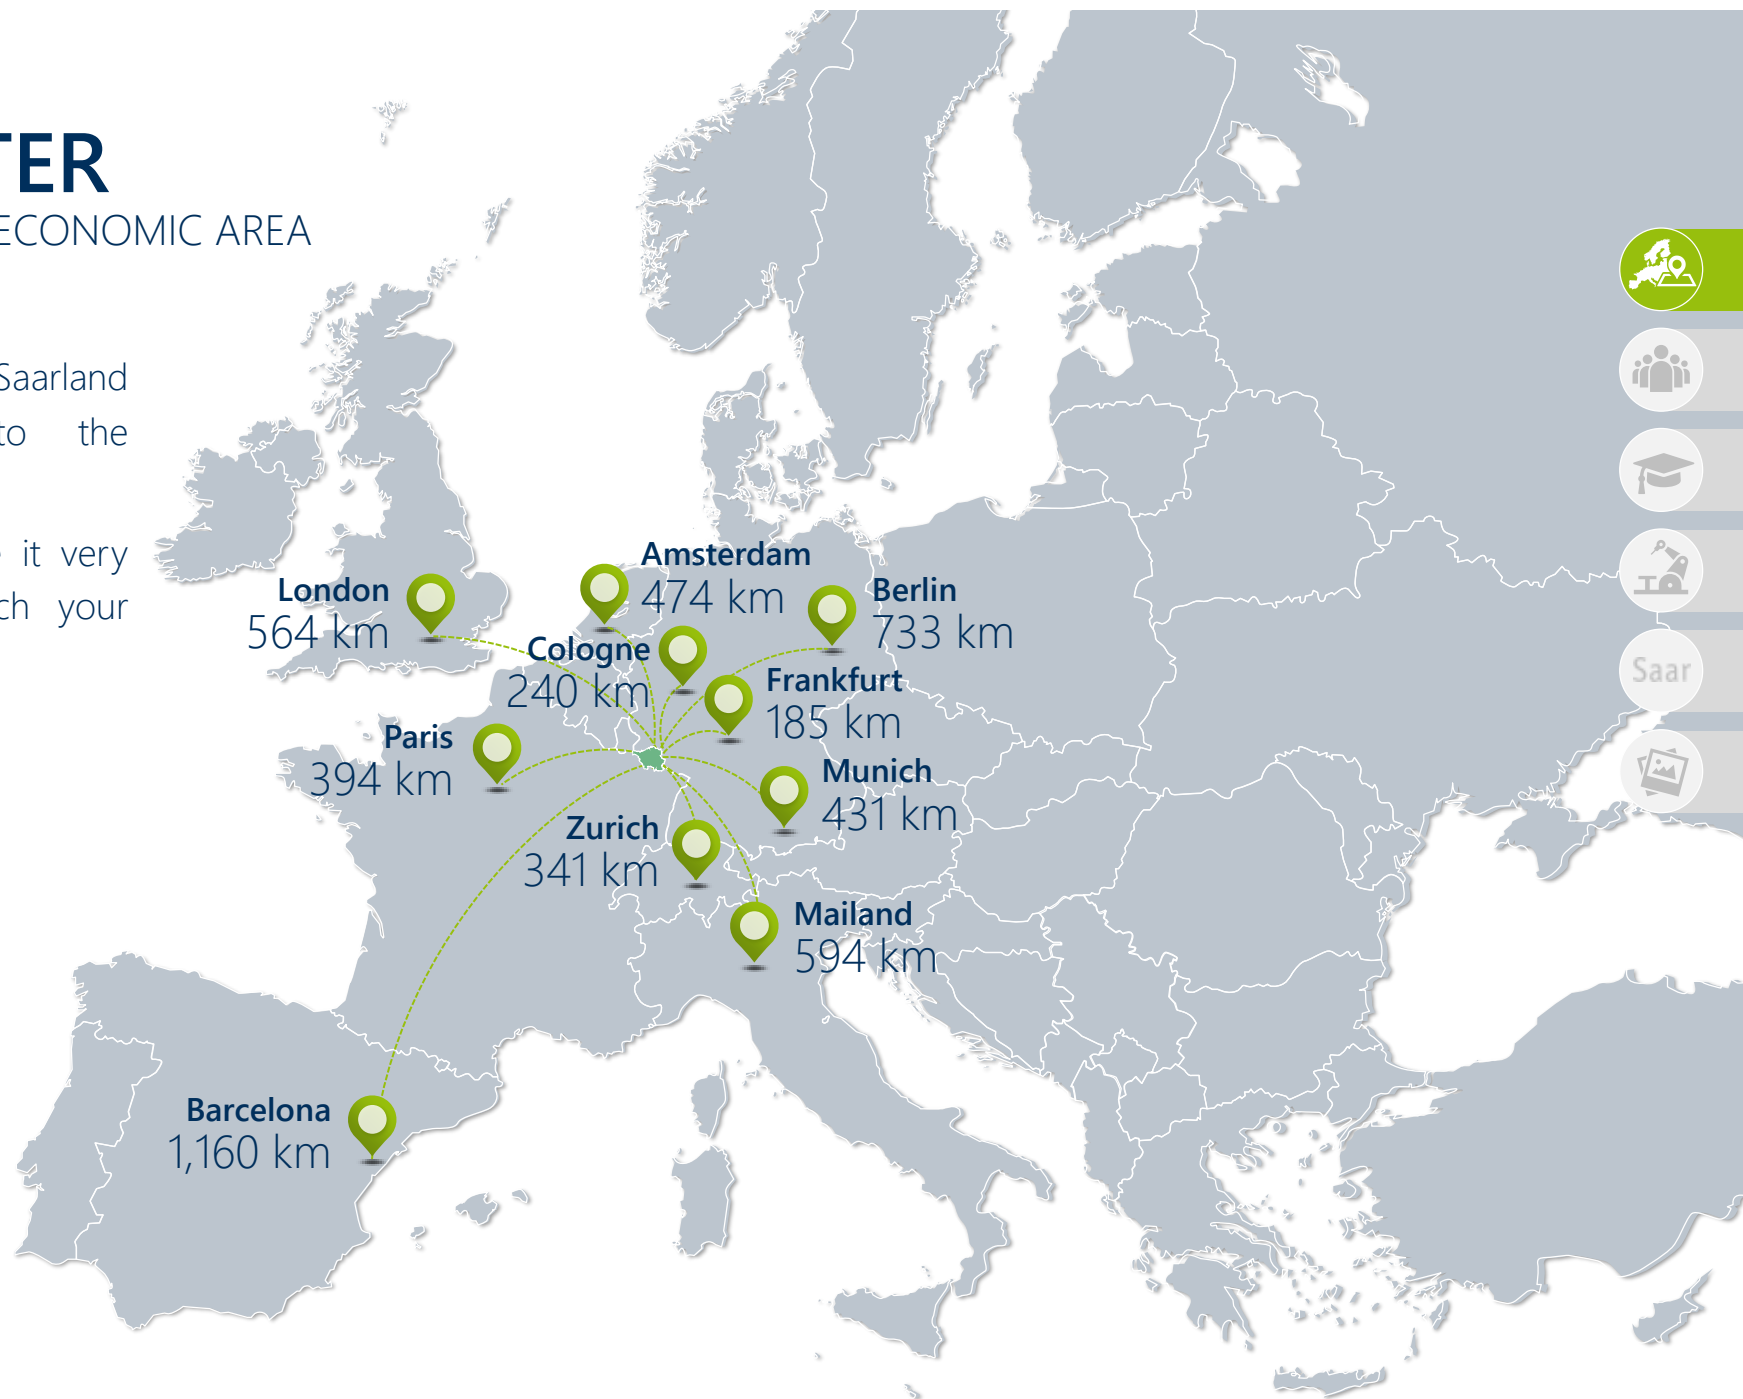 TER
ECONOMIC AREA
Saarland
to the
it very
ch your
Amsterdam
474 km
London
564 km
Berlin
733 km
Cologne
240 km
Frankfurt
185 km
Saar
Paris
394 km
Munich
431 km
Zurich
341 km
Mailand
594 km
Barcelona
1,160 km